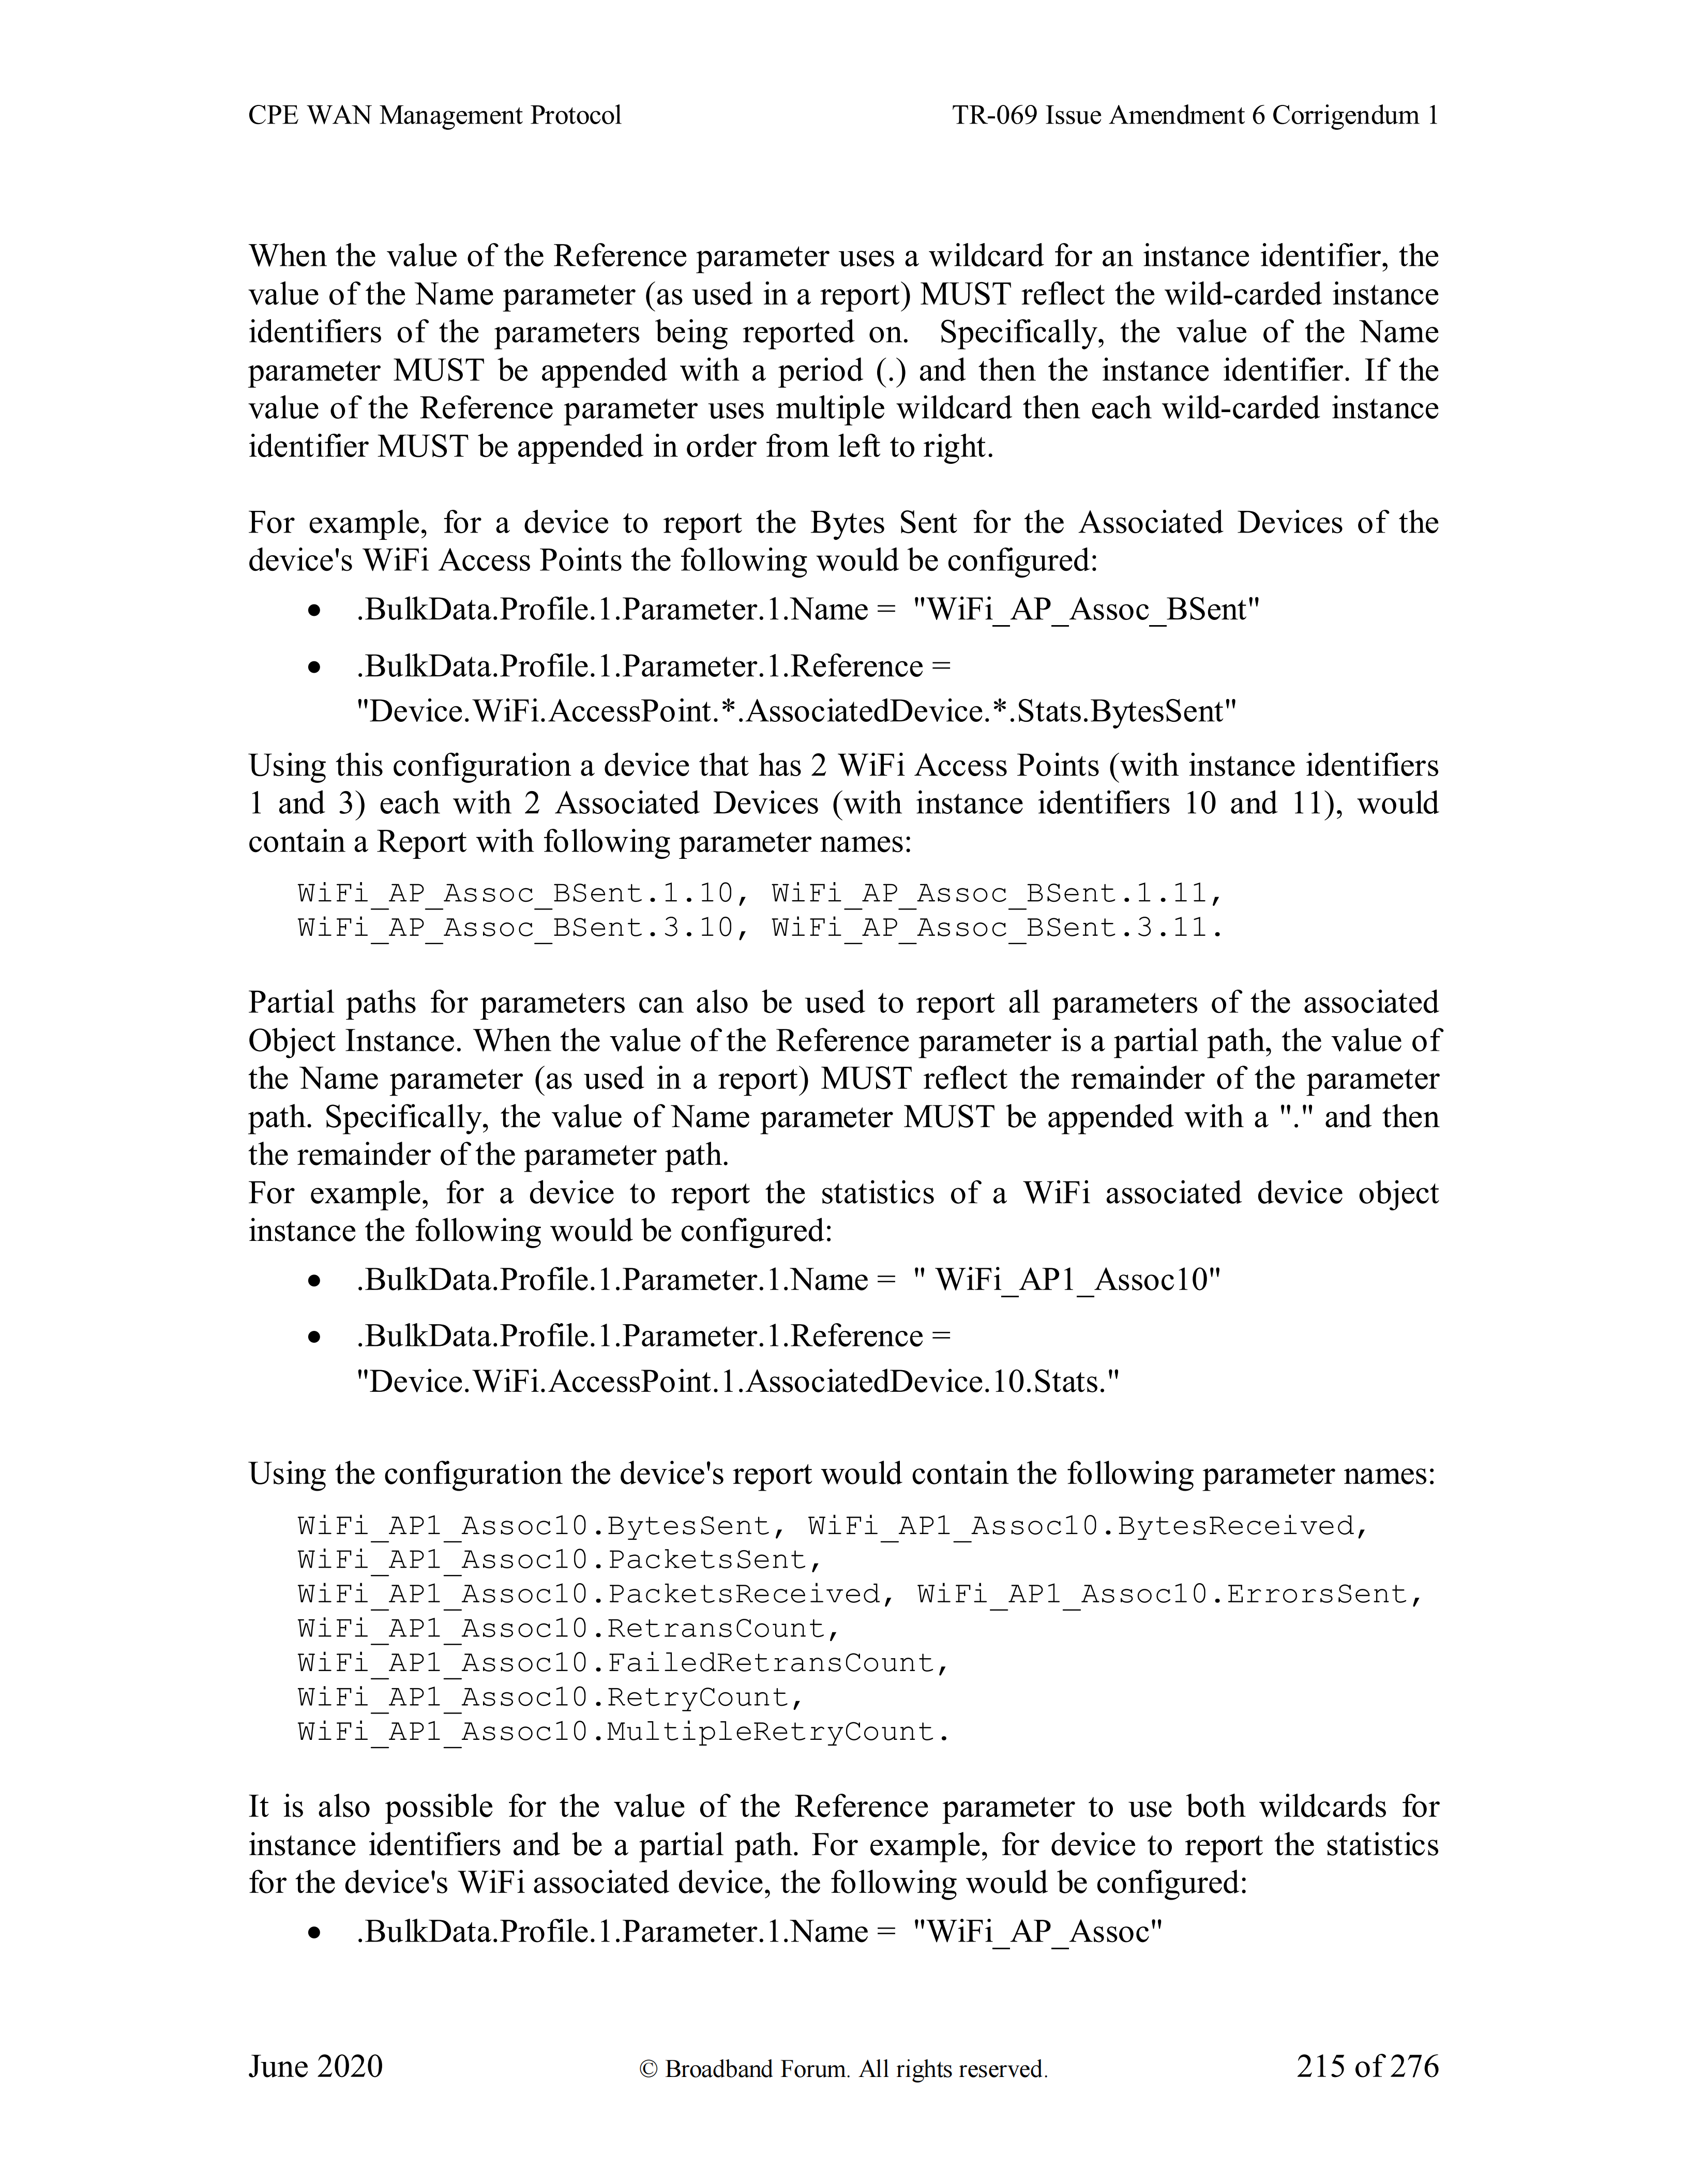 CPE WAN Management Protocol TR-069 Issue Amendment 6 Corrigendum 1
When the value of the Reference parameter uses a wildcard for an instance identifier, the
value of the Name parameter (as used in a report) MUST reflect the wild-carded instance
identifiers of the parameters being reported on. Specifically, the value of the Name
parameter MUST be appended with a period (.) and then the instance identifier. If the
value of the Reference parameter uses multiple wildcard then each wild-carded instance
identifier MUST be appended in order from left to right.
For example, for a device to report the Bytes Sent for the Associated Devices of the
device's WiFi Access Points the following would be configured:
• .BulkData.Profile.1.Parameter.1.Name = "WiFi_AP_Assoc_BSent"
• .BulkData.Profile.1.Parameter.1.Reference =
"Device.WiFi.AccessPoint.*.AssociatedDevice.*.Stats.BytesSent"
Using this configuration a device that has 2 WiFi Access Points (with instance identifiers
1 and 3) each with 2 Associated Devices (with instance identifiers 10 and 11), would
contain a Report with following parameter names:
WiFi_AP_Assoc_BSent.1.10, WiFi_AP_Assoc_BSent.1.11,
WiFi_AP_Assoc_BSent.3.10, WiFi_AP_Assoc_BSent.3.11.
Partial paths for parameters can also be used to report all parameters of the associated
Object Instance. When the value of the Reference parameter is a partial path, the value of
the Name parameter (as used in a report) MUST reflect the remainder of the parameter
path. Specifically, the value of Name parameter MUST be appended with a "." and then
the remainder of the parameter path.
For example, for a device to report the statistics of a WiFi associated device object
instance the following would be configured:
• .BulkData.Profile.1.Parameter.1.Name = " WiFi_AP1_Assoc10"
• .BulkData.Profile.1.Parameter.1.Reference =
"Device.WiFi.AccessPoint.1.AssociatedDevice.10.Stats."
Using the configuration the device's report would contain the following parameter names:
WiFi_AP1_Assoc10.BytesSent, WiFi_AP1_Assoc10.BytesReceived,
WiFi_AP1_Assoc10.PacketsSent,
WiFi_AP1_Assoc10.PacketsReceived, WiFi_AP1_Assoc10.ErrorsSent,
WiFi_AP1_Assoc10.RetransCount,
WiFi_AP1_Assoc10.FailedRetransCount,
WiFi_AP1_Assoc10.RetryCount,
WiFi_AP1_Assoc10.MultipleRetryCount.
It is also possible for the value of the Reference parameter to use both wildcards for
instance identifiers and be a partial path. For example, for device to report the statistics
for the device's WiFi associated device, the following would be configured:
• .BulkData.Profile.1.Parameter.1.Name = "WiFi_AP_Assoc"
June 2020 © Broadband Forum. All rights reserved. 215 of 276